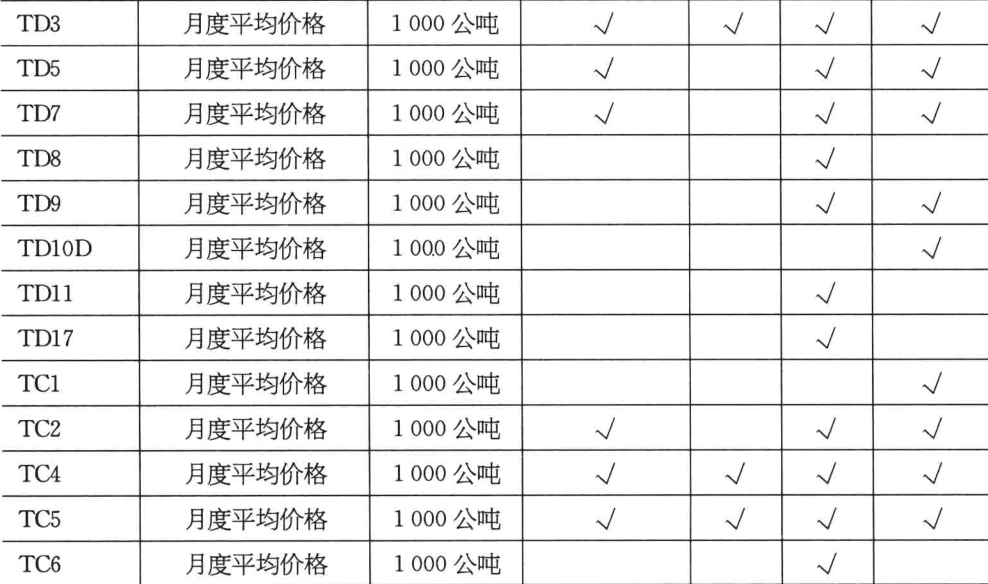 TD3 月度平均价格 1 000 公吨 √ √ √ √
TD5 月度平均价格 1 000 公吨 √ √ √
TD7 月度平均价格 1 000 公吨 √ √ √
TD8 月度平均价格 1 000 公吨 √
TD9 月度平均价格 1 000 公吨 √ √
TD10D 月度平均价格 1 000 公吨 √
TD11 月度平均价格 1 000 公吨 √
TD17 月度平均价格 1 000 公吨 √
TC1 月度平均价格 1 000 公吨 √
TC2 月度平均价格 1 000 公吨 √ √ √
TC4 月度平均价格 1 000 公吨 √ √ √ √
TC5 月度平均价格 1 000 公吨 √ √ √ √
TC6 月度平均价格 1 000 公吨 √